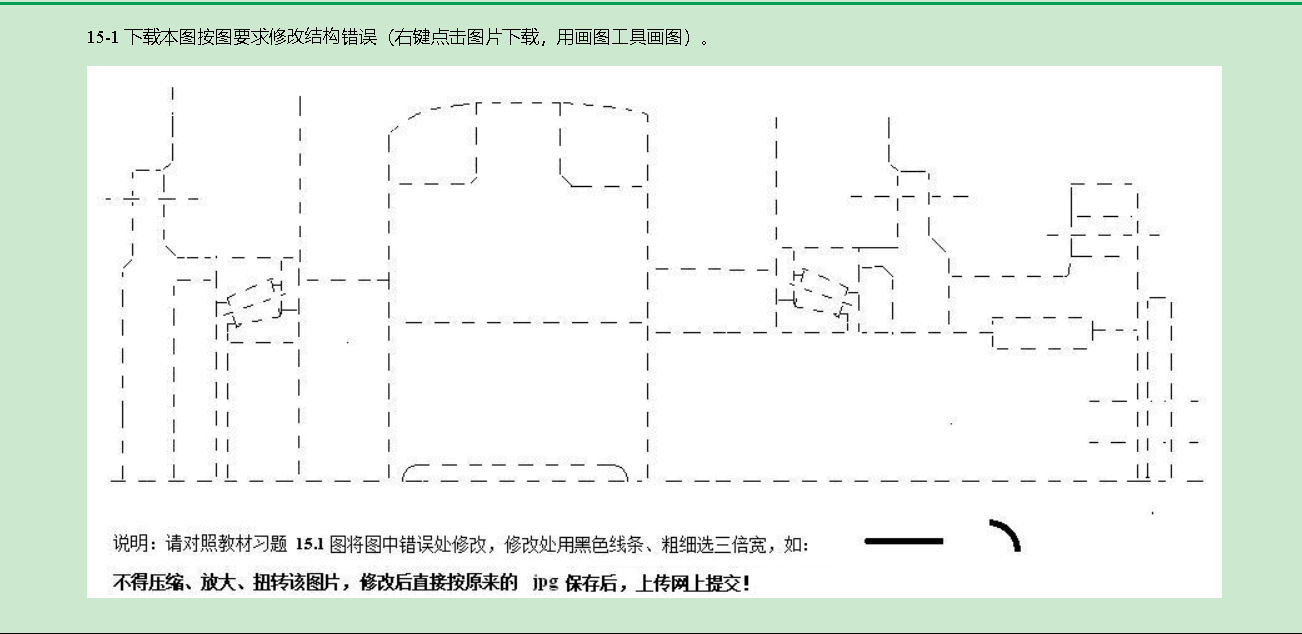 15-1 下载本图按图要求修改结构错误（右键点击图片下载，用画图工具画图）。
说明：请对照教材习题 15.1 图将图中错误处修改，修改处用黑色线条、粗细选三倍宽，如：
不得压缩、放大、扭转该图片，修改后直接按原来的 jpg 保存后，上传网上提交！